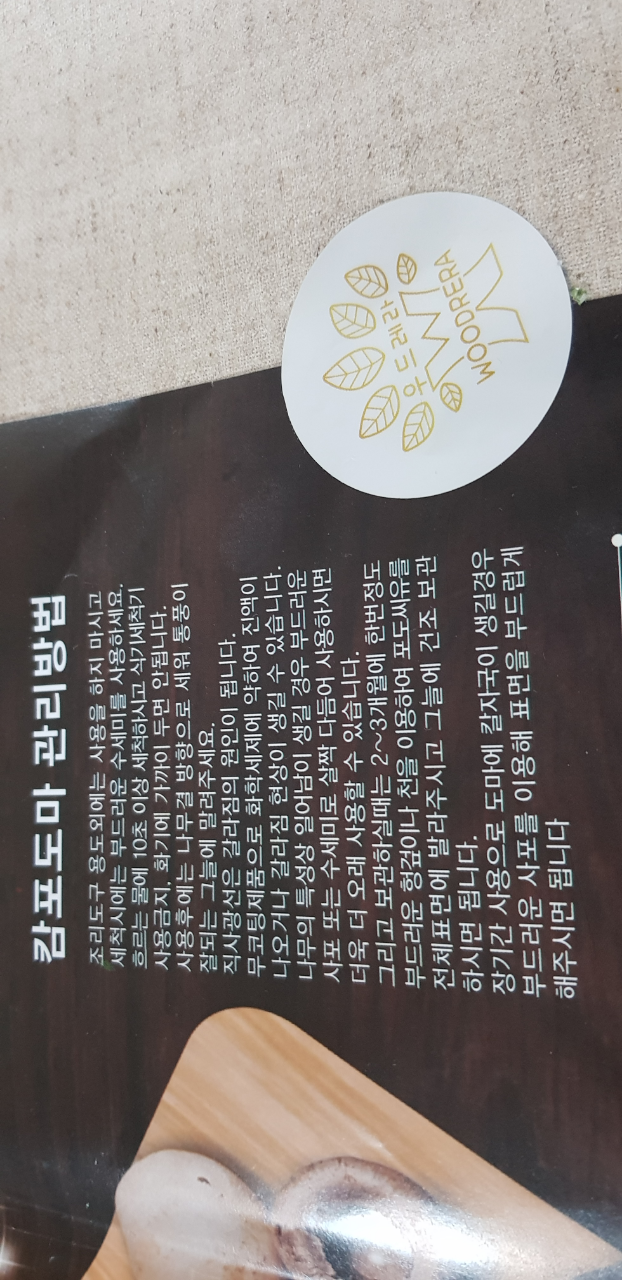 우드레라
WOODRERA
캄포도마 관리방법
조리도구 용도외에는 사용을 하지 마시고
세척시에는 부드러운 수세미를 사용하세요.
흐르는 물에 10초 이상 세척하시고 식기세척기
사용금지, 화기에 가까이 두면 안됩니다.
사용후에는 나무결 방향으로 세워 통풍이
잘되는 그늘에 말려주세요.
직사광선은 갈라짐의 원인이 됩니다.
무코팅제품으로 화학세제에 약하여 진액이
나오거나 갈라짐 현상이 생길 수 있습니다.
나무의 특성상 일어남이 생길 경우 부드러운
사포 또는 수세미로 살짝 다듬어 사용하시면
더욱 더 오래 사용할 수 있습니다.
그리고 보관하실때는 2~3개월에 한번정도
부드러운 헝겊이나 천을 이용하여 포도씨유를
전체표면에 발라주시고 그늘에 건조 보관
하시면 됩니다.
장기간 사용으로 도마에 칼자국이 생길경우
부드러운 사포를 이용해 표면을 부드럽게
해주시면 됩니다